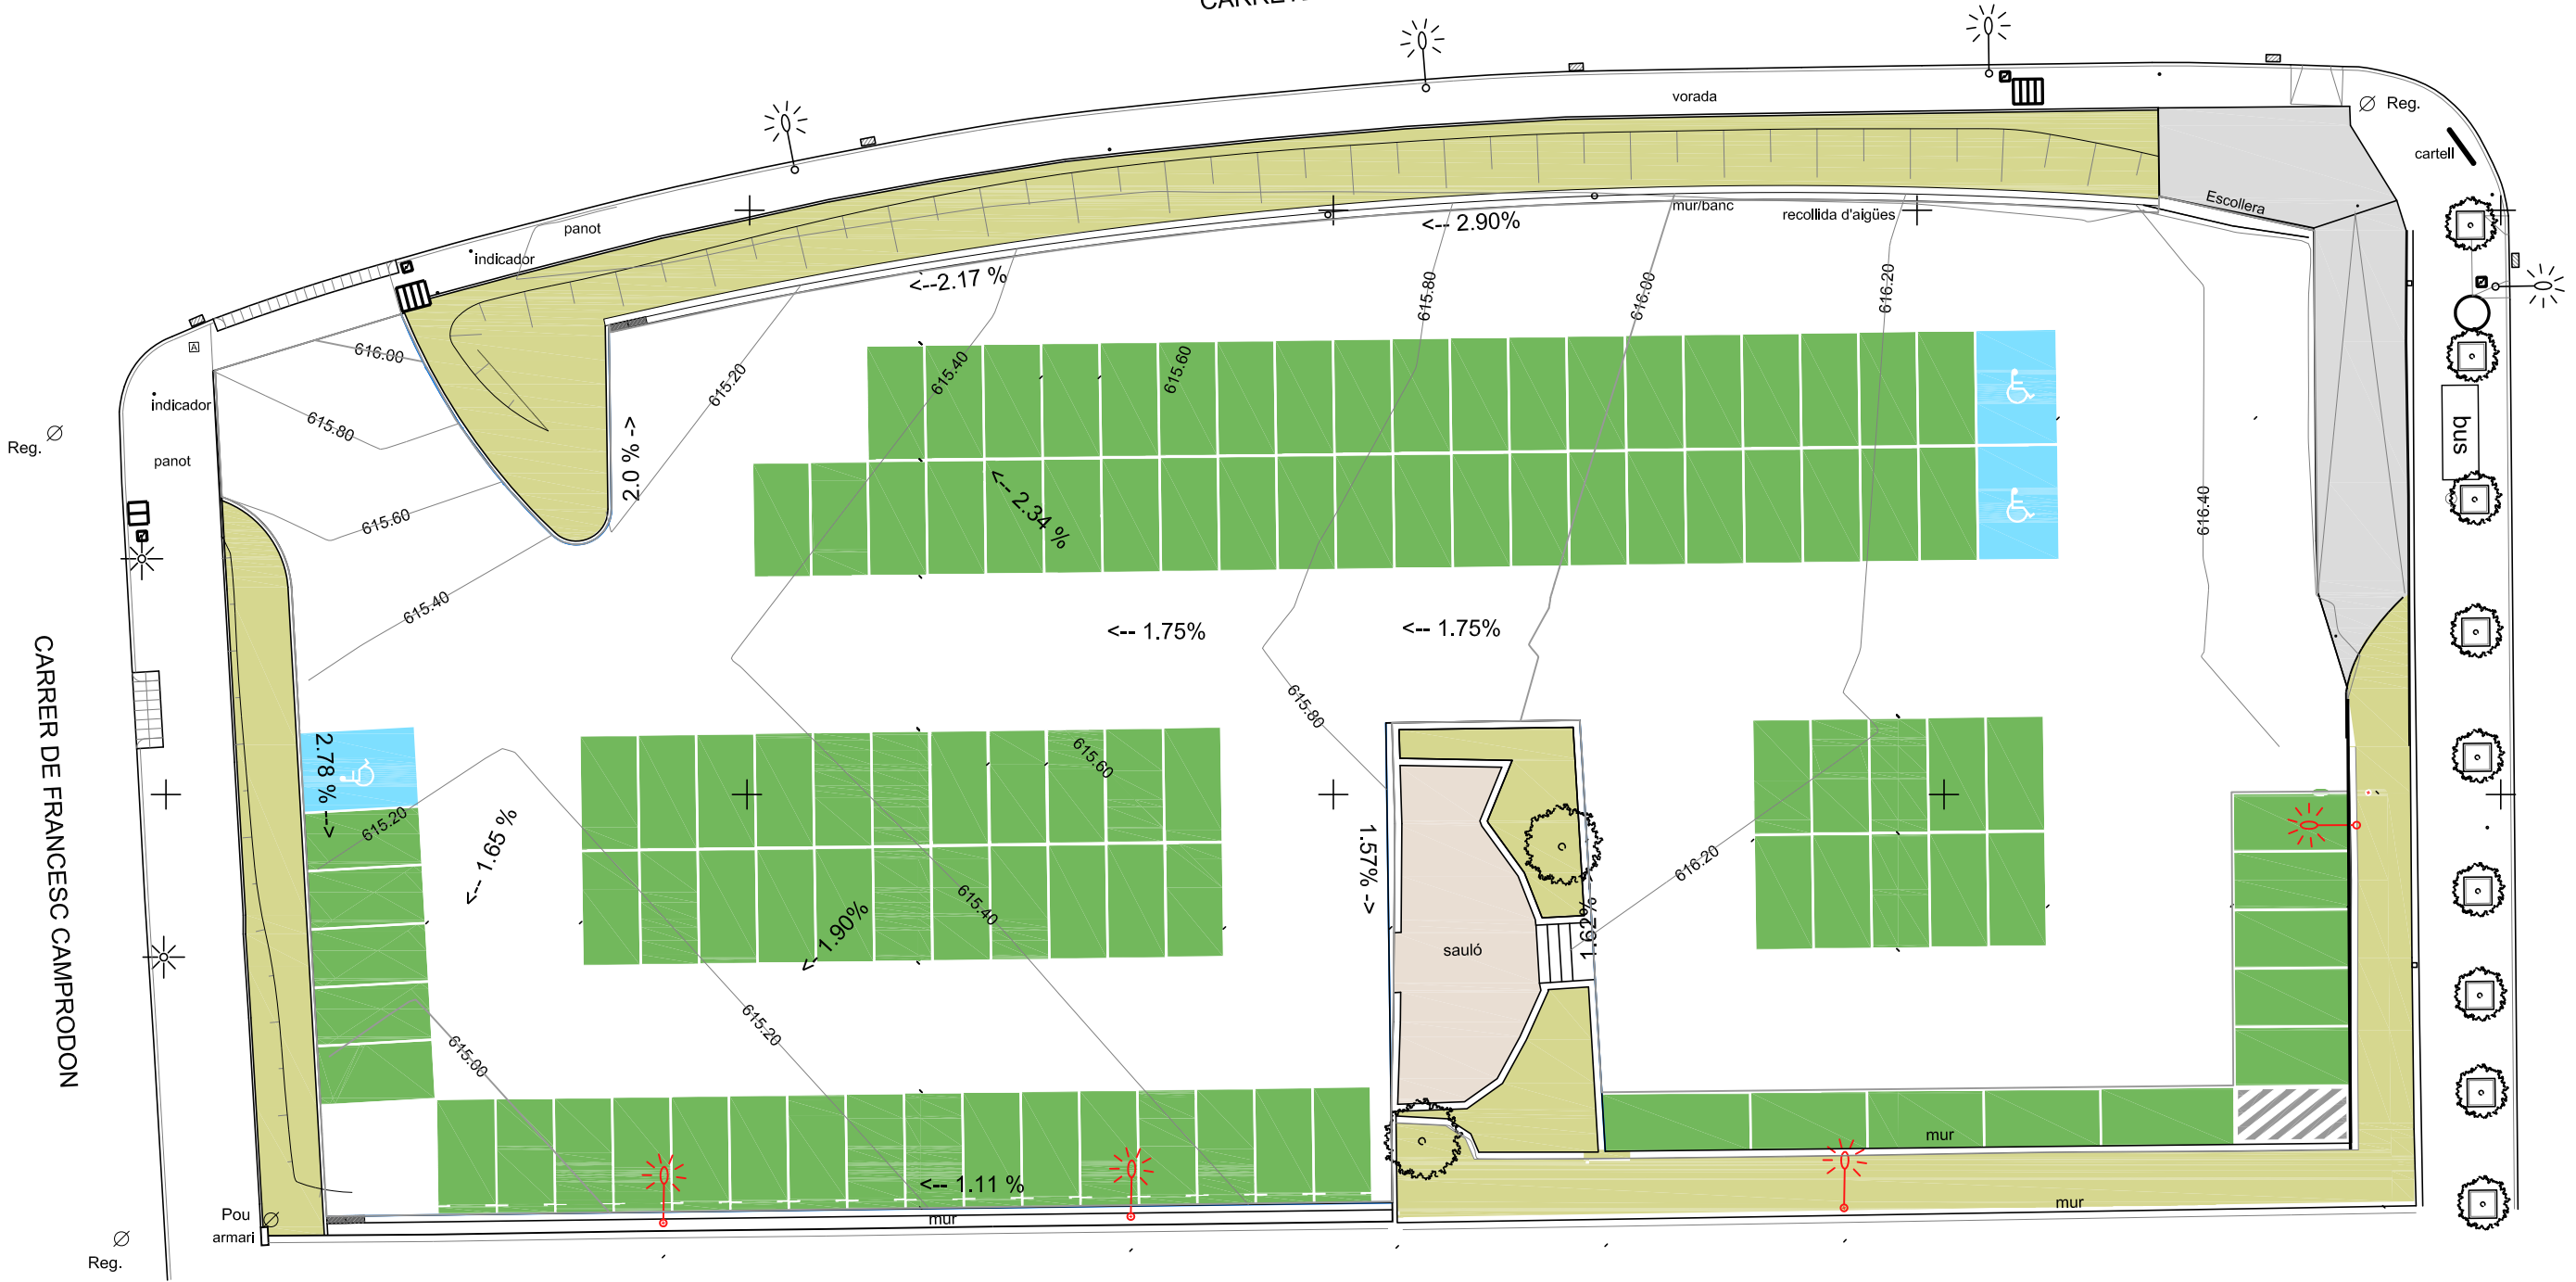 vorada
Reg.
cartell
Escollera
mur/banc
recollida d'aigües
panot
indicador
<-- 2.90%
<--2.17 %
616.00
615.80
615.60
615.40
615.20
615.40
615.60
615.80
616.00
616.20
616.40
A
indicador
panot
Reg.
2.0 % ->
<-- 2.34 %
bus
<-- 1.75%
<-- 1.75%
CARRER DE FRANCESC CAMPRODON
2.78 % -->
615.20
<--- 1.65 %
615.60
615.80
615.40
<-- 1.90%
1.57% ->
1.62%
616.20
sauló
615.00
615.20
<-- 1.11 %
mur
mur
mur
Pou
armari
Reg.